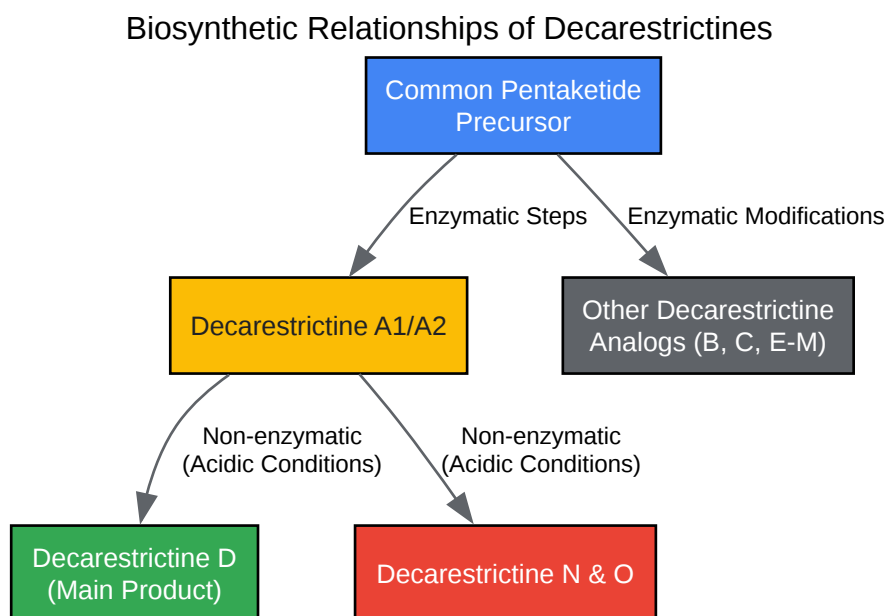 Biosynthetic Relationships of Decarestrictines
Common Pentaketide
Precursor
Enzymatic Steps
Enzymatic Modifications
Decarestrictine A1/A2
Other Decarestrictine
Analogs (B, C, E-M)
Non-enzymatic
(Acidic Conditions)
Non-enzymatic
(Acidic Conditions)
Decarestrictine D
(Main Product)
Decarestrictine N & O